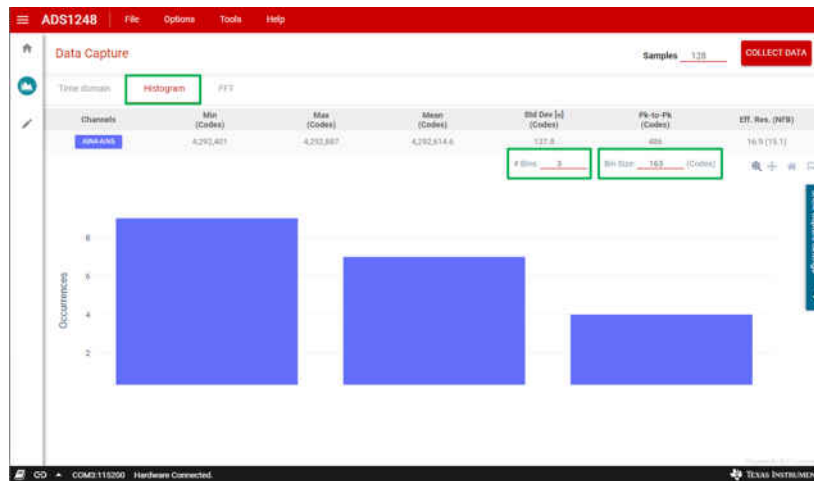 ADS1248 File Options Tools Help
Data Capture
Samples 128 COLLECT DATA
Time domain Histogram FFT
Channels Min (Codes) Max (Codes) Mean (Codes) Std Dev [σ] (Codes) Pk-to-Pk (Codes) Eff. Res. (NFB)
4,292,401 4,292,887 4,292,614.6 137.8 486 16.9 (15.1)
# Bins 3 Bin Size 163 (Codes)
Occurrences
8
6
4
2
COM3:115200 Hardware Connected.
TEXAS INSTRUMEN